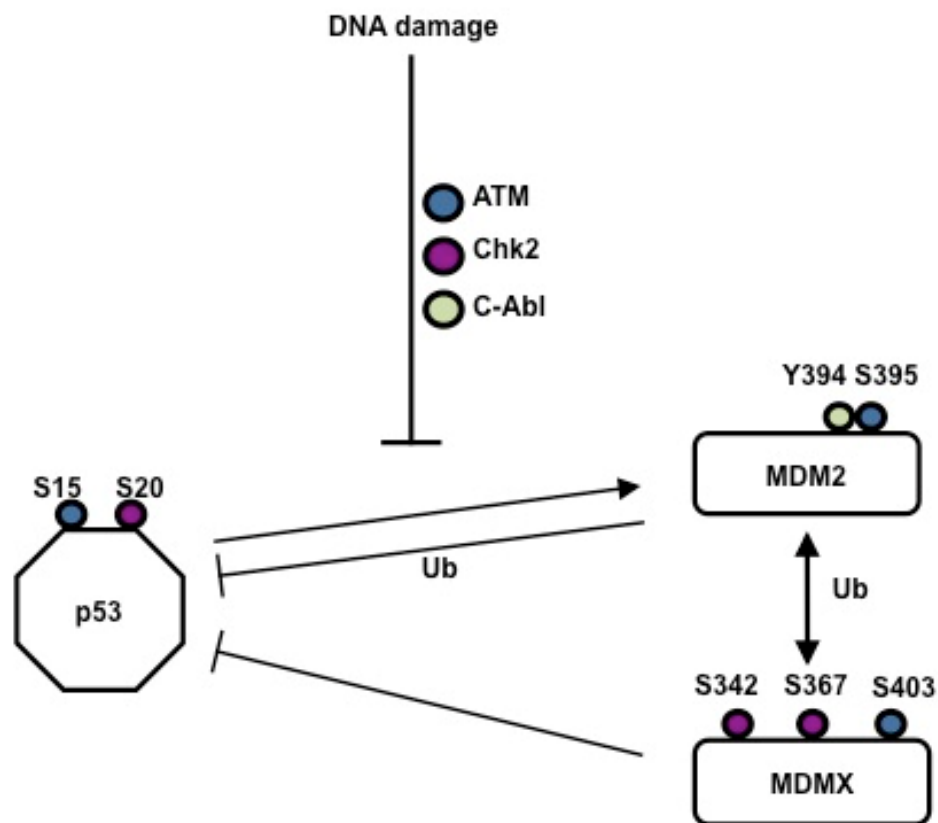 DNA damage
ATM
Chk2
C-Abl
Y394 S395
MDM2
S15 S20
p53
Ub
Ub
S342 S367 S403
MDMX